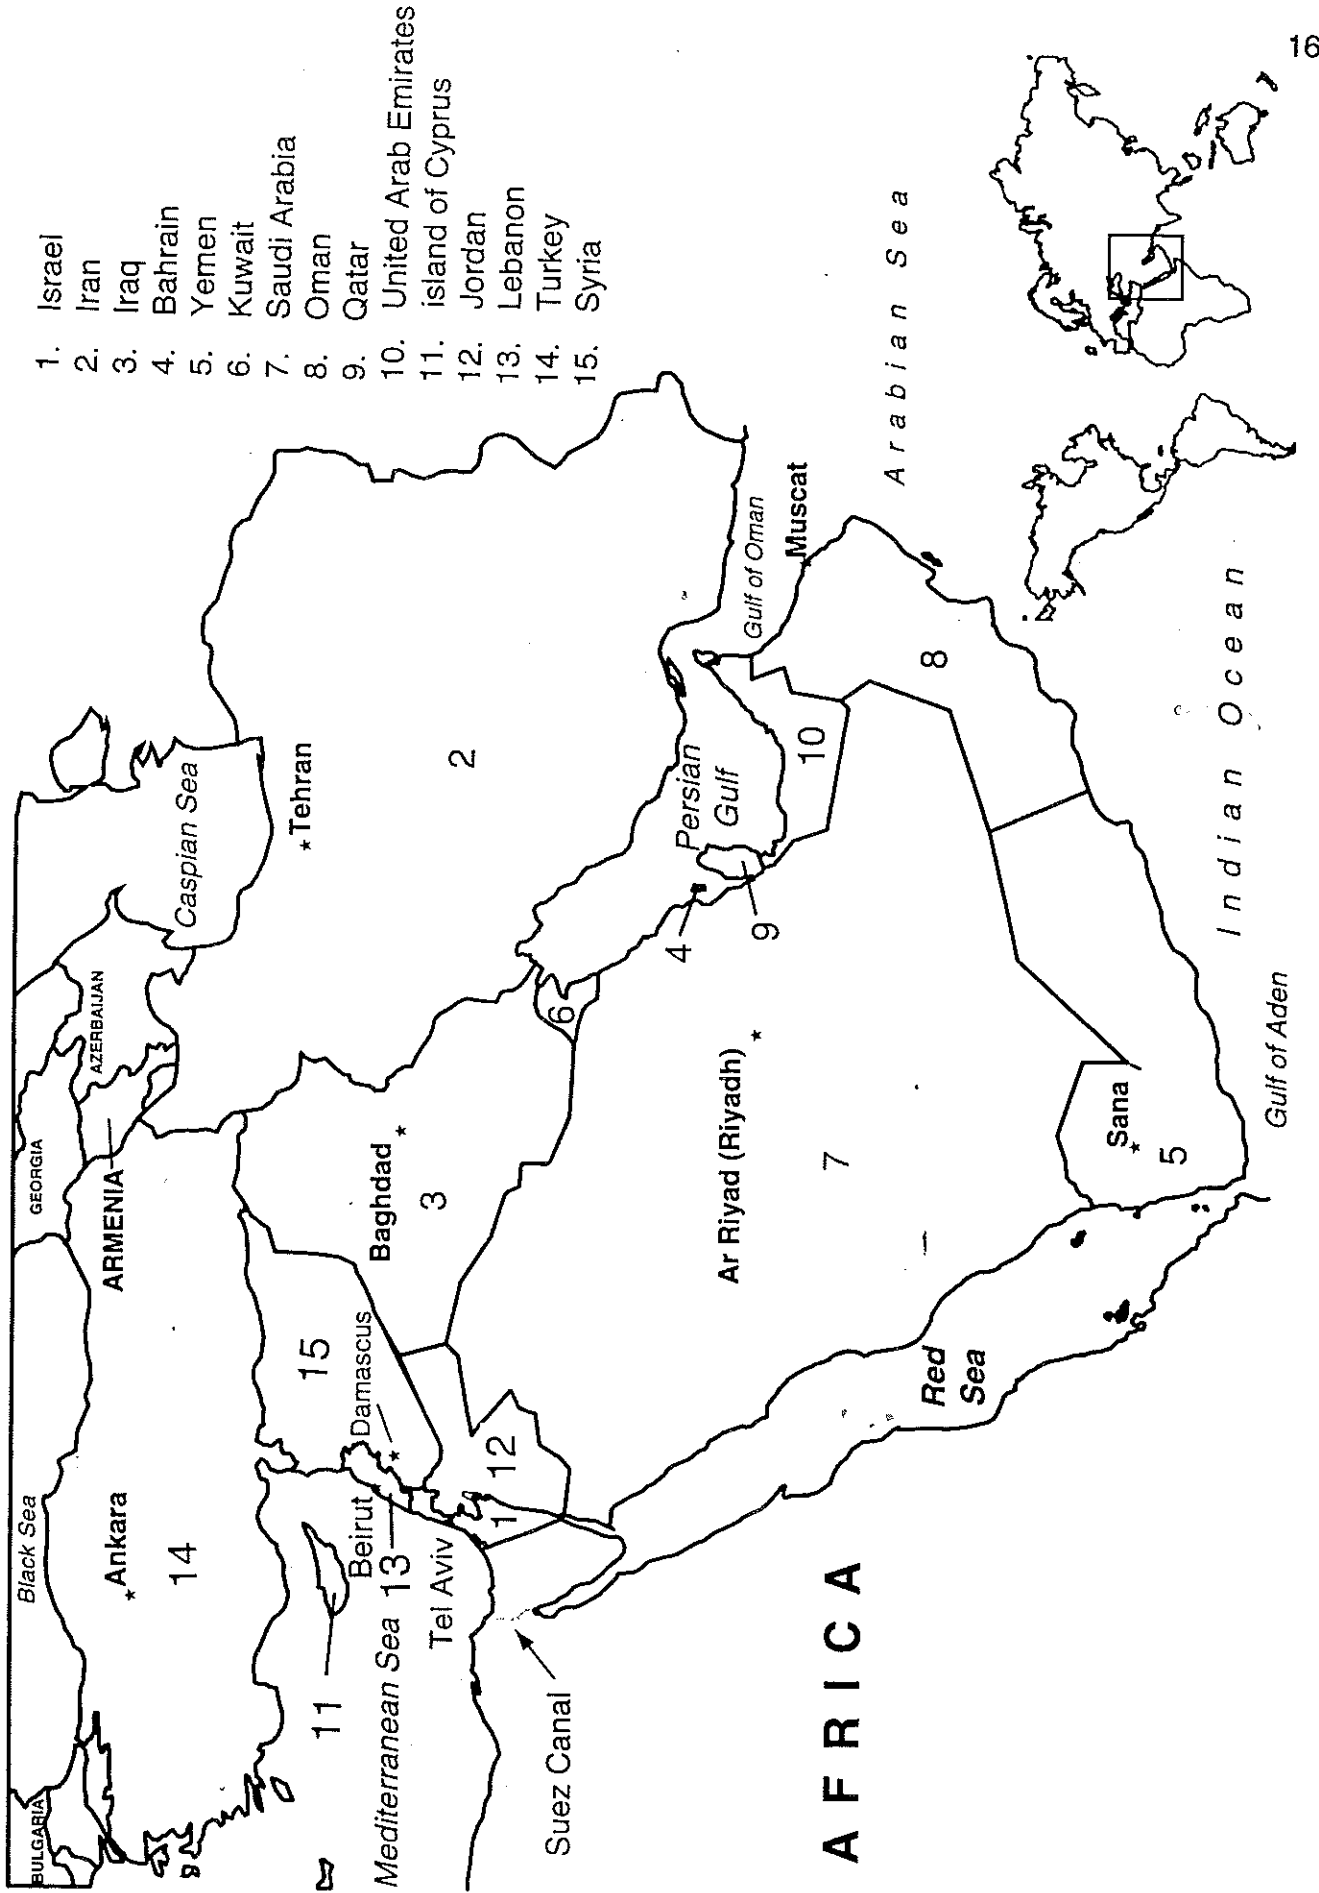 1. Israel
2. Iran
3. Iraq
4. Bahrain
5. Yemen
6. Kuwait
7. Saudi Arabia
8. Oman
9. Qatar
10. United Arab Emirates
11. island of Cyprus
12. Jordan
13. Lebanon
14. Turkey
15. Syria
BULGARIA
Black Sea
GEORGIA
ARMENIA
AZERBAIJAN
Caspian Sea
Ankara
14
Tehran
2
11
15
Mediterranean Sea
Beirut
Damascus
13
Baghdad
3
Tel Aviv
1
12
Suez Canal
6
4
9
Persian
Gulf
10
Gulf of Oman
Muscat
Ar Riyad (Riyadh)
7
8
Arabian Sea
Red
Sea
AFRICA
Sana
5
Gulf of Aden
Indian Ocean
16